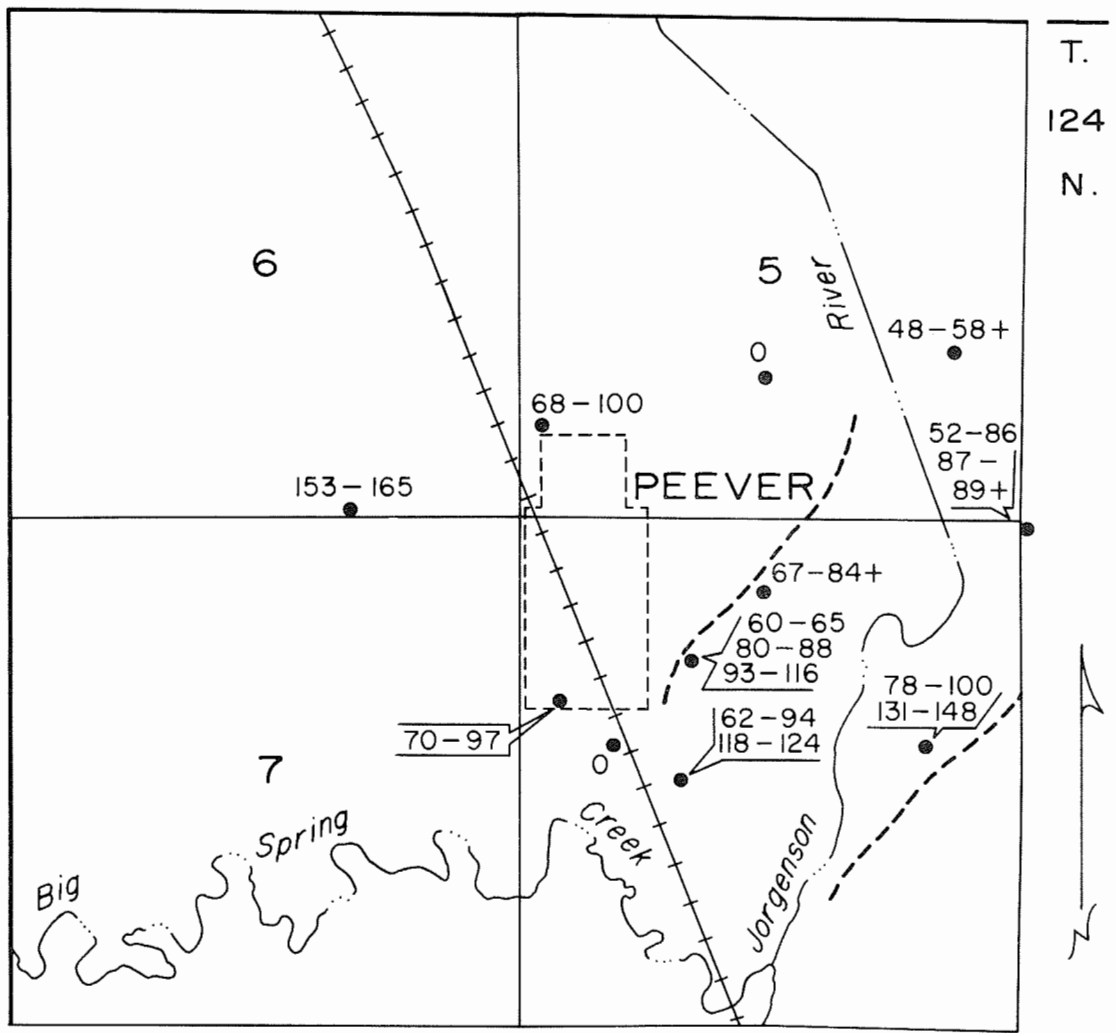 T.
124
N.
6
5
River
48-58+
0
68-100
52-86
87-
89+
153-165
PEEVER
67-84+
60-65
80-88
93-116
78-100
131-148
70-97
62-94
118-124
0
7
Creek
Spring
Big
Jorgenson
N